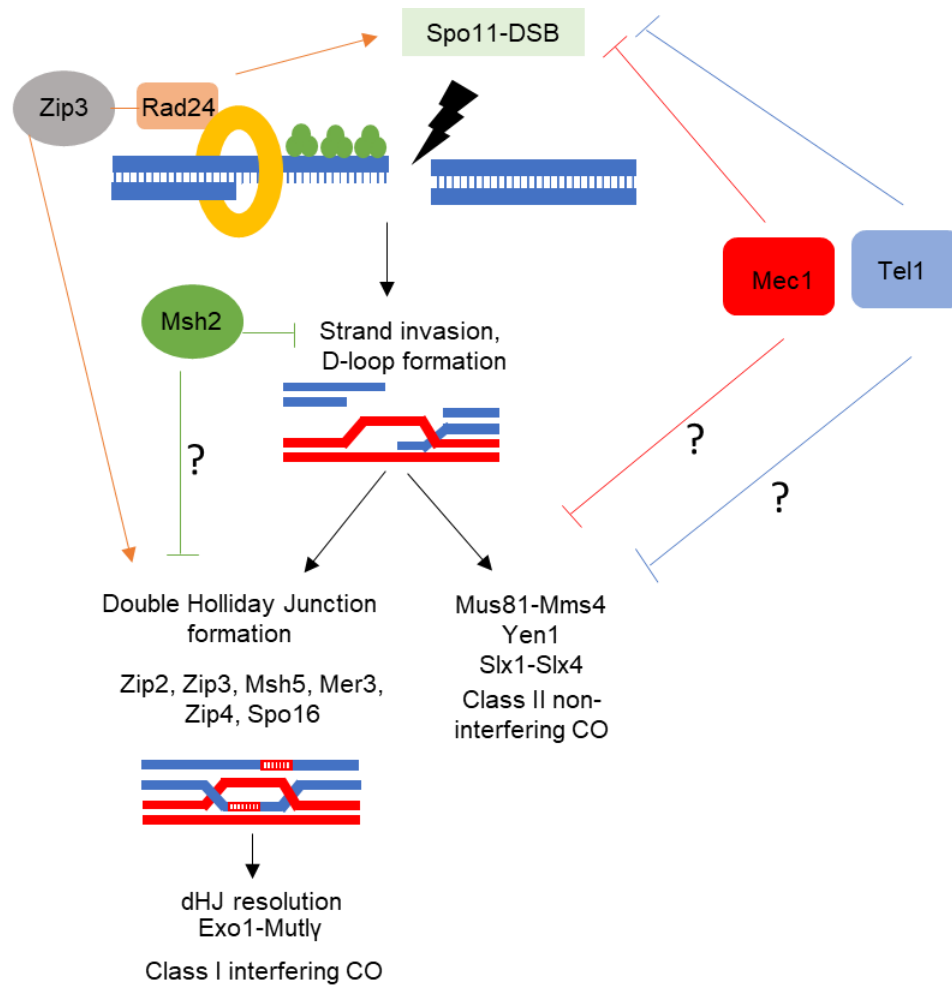 Spo11-DSB
Zip3
Rad24
Mec1
Tel1
Msh2
Strand invasion,
D-loop formation
?
?
?
Double Holliday Junction
formation
Zip2, Zip3, Msh5, Mer3,
Zip4, Spo16
Mus81-Mms4
Yen1
Slx1-Slx4
Class II non-
interfering CO
dHJ resolution
Exo1-Mutlγ
Class I interfering CO